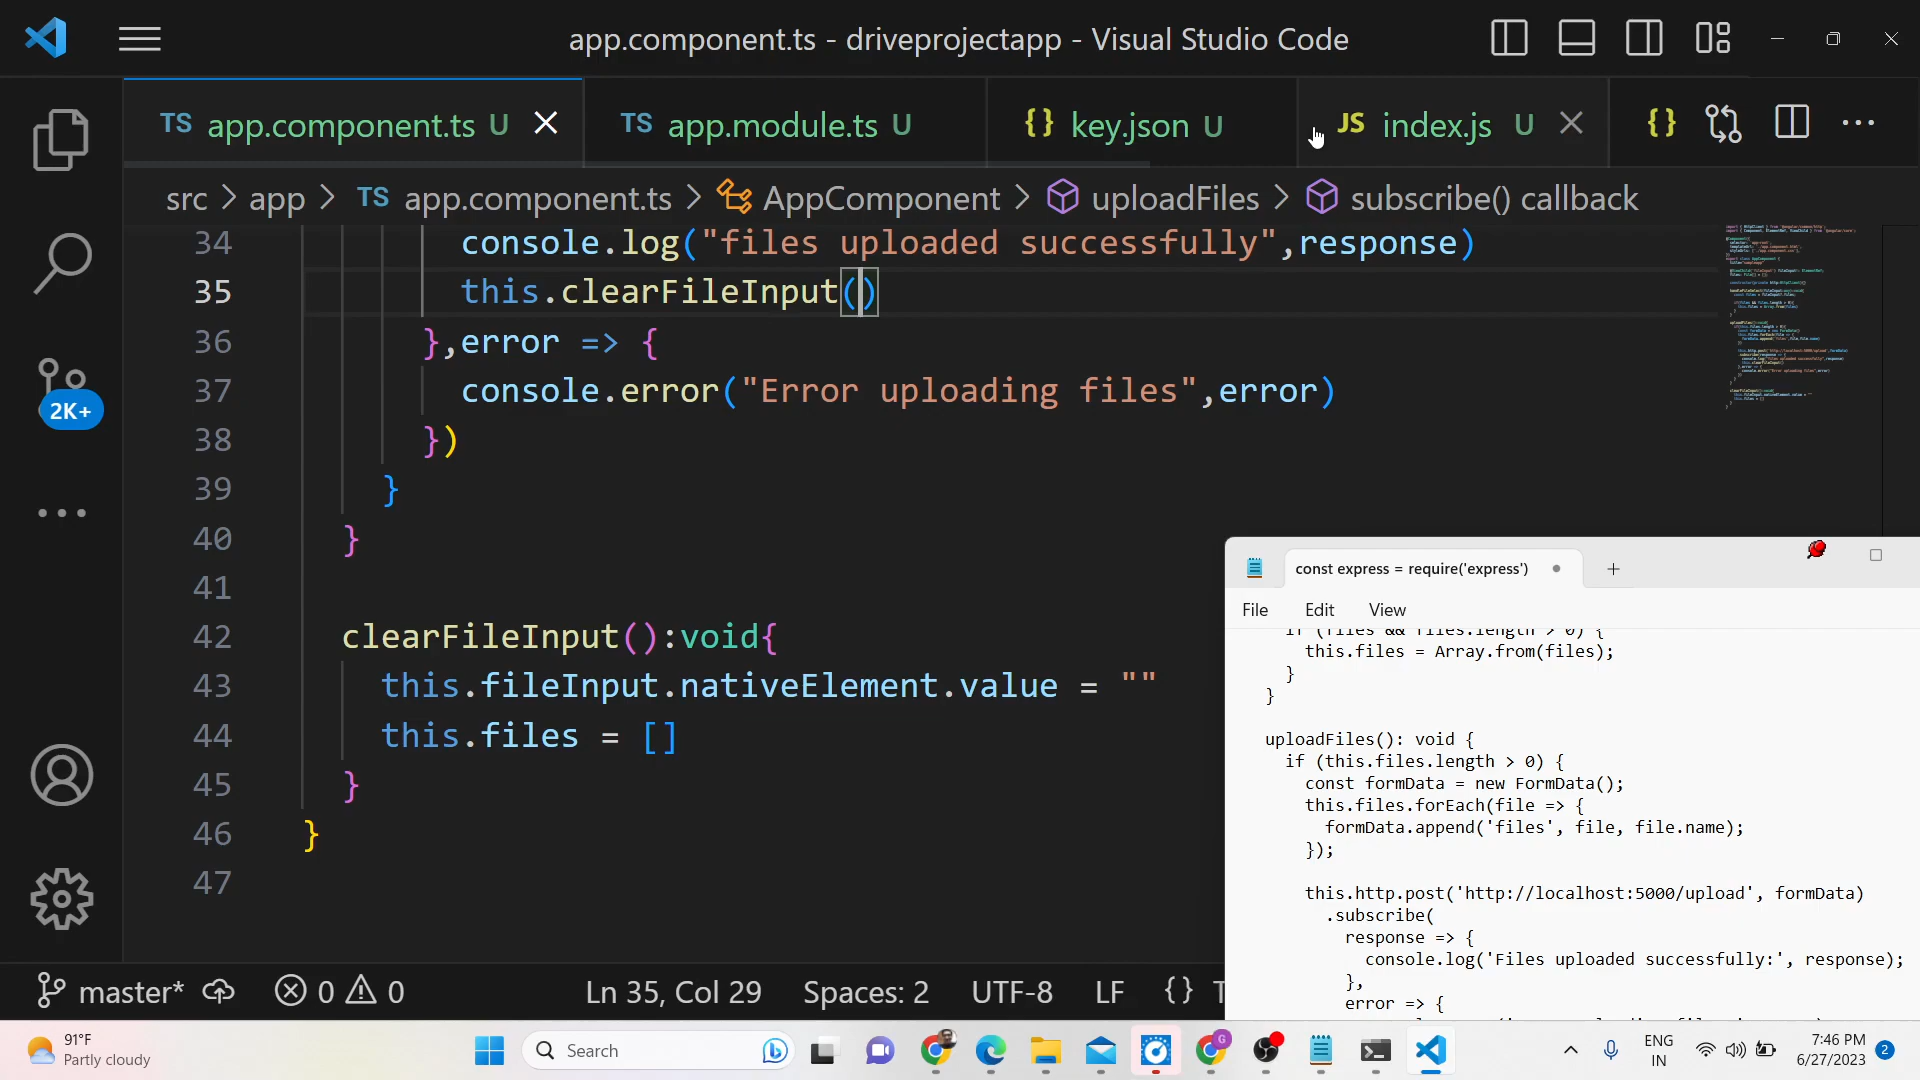 app.component.ts - driveprojectapp - Visual Studio Code
TS app.component.ts U
TS app.module.ts U
{} key.json U
JS index.js U
{}
src > app > TS app.component.ts > AppComponent > uploadFiles > subscribe() callback
34 console.log("files uploaded successfully",response)
35 this.clearFileInput()
36 },error => {
37 console.error("Error uploading files",error)
38 })
39 }
40 }
41
42 clearFileInput():void{
43 this.fileInput.nativeElement.value = ""
44 this.files = []
45 }
46 }
47
2K+
master* 0 0 Ln 35, Col 29 Spaces: 2 UTF-8 LF {}
const express = require('express')
File Edit View
if (files && files.length > 0) {
this.files = Array.from(files);
}
}
uploadFiles(): void {
if (this.files.length > 0) {
const formData = new FormData();
this.files.forEach(file => {
formData.append('files', file, file.name);
});
this.http.post('http://localhost:5000/upload', formData)
.subscribe(
response => {
console.log('Files uploaded successfully:', response);
},
error => {
91°F
Partly cloudy
Search
ENG
IN
7:46 PM
6/27/2023
2